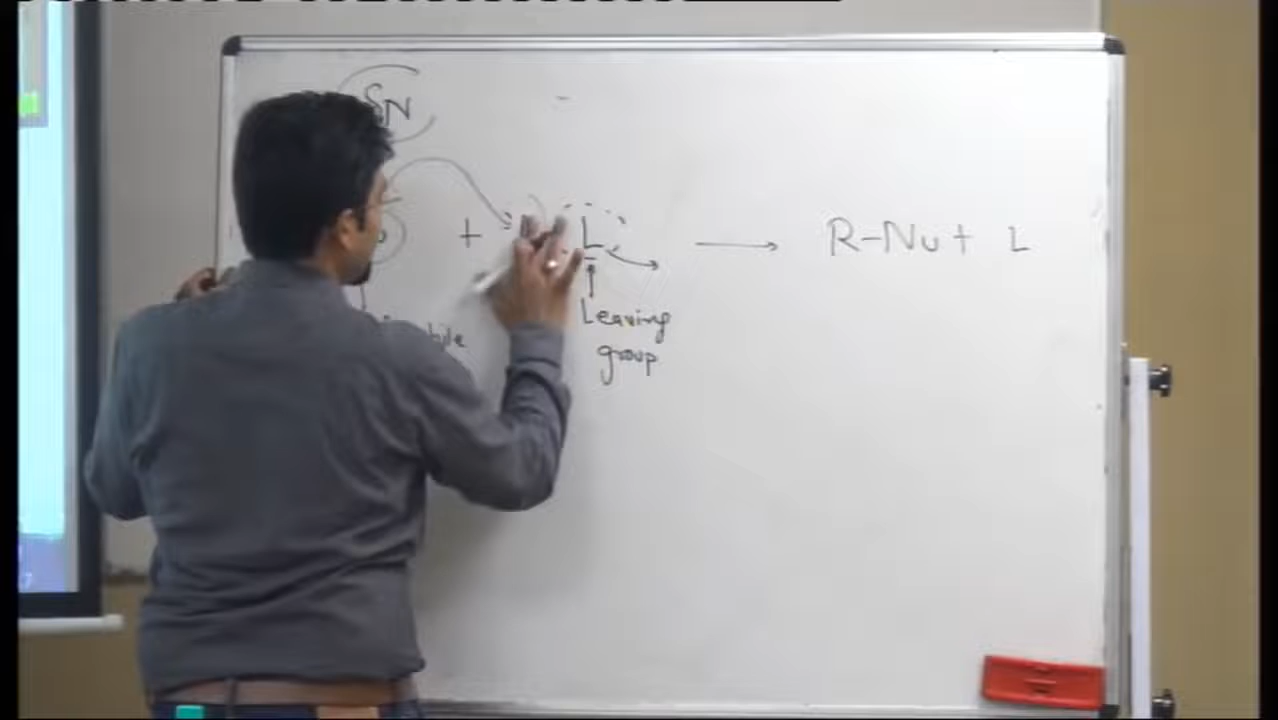 SN
+ L ⟶ R-Nu + L
Leaving
group